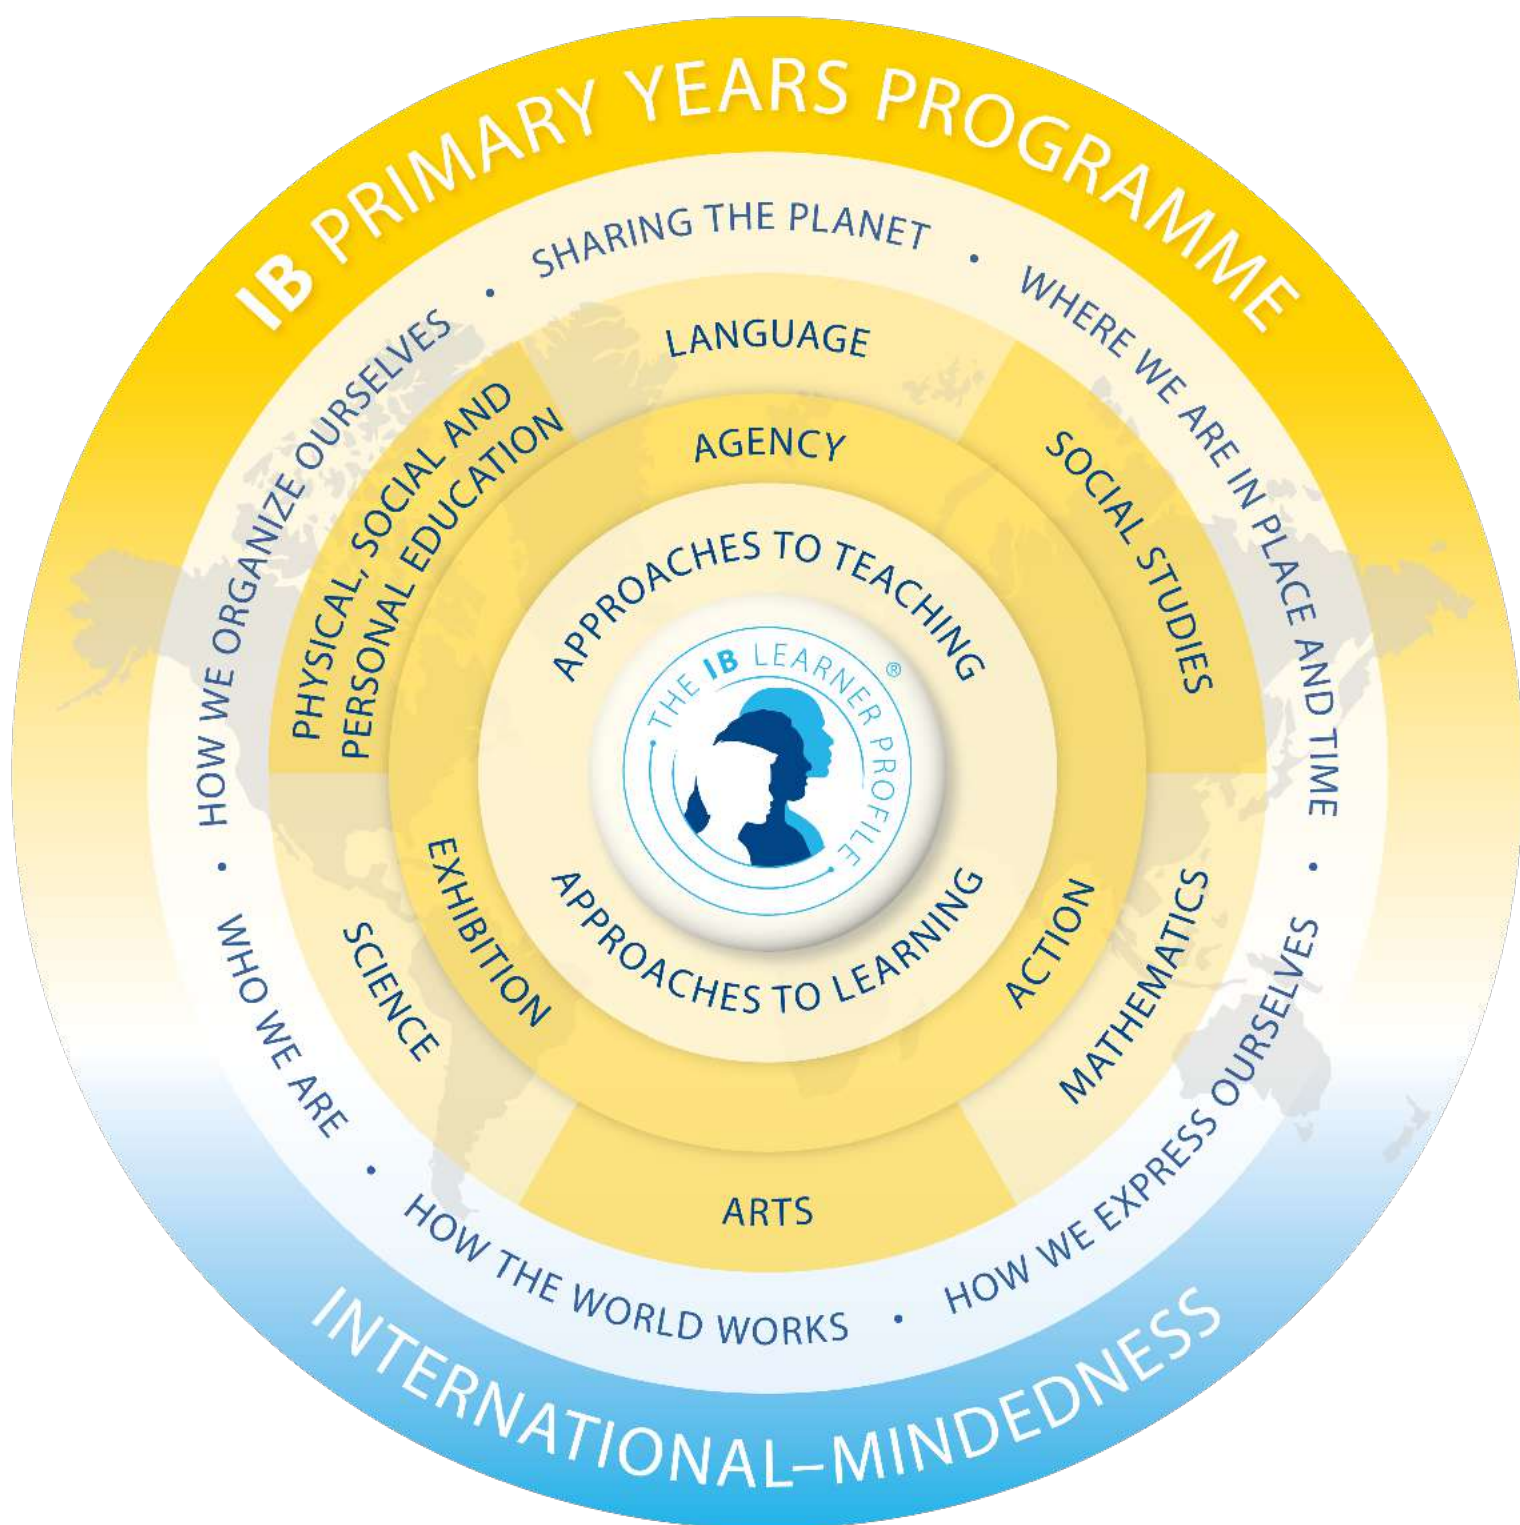 IB PRIMARY YEARS PROGRAMME
SHARING THE PLANET
•
WHERE WE ARE IN PLACE AND TIME
•
HOW WE EXPRESS OURSELVES
•
HOW THE WORLD WORKS
•
WHO WE ARE
•
HOW WE ORGANIZE OURSELVES
•
LANGUAGE
SOCIAL STUDIES
MATHEMATICS
ARTS
SCIENCE
PHYSICAL, SOCIAL AND
PERSONAL EDUCATION
AGENCY
ACTION
EXHIBITION
APPROACHES TO TEACHING
THE IB LEARNER PROFILE ®
APPROACHES TO LEARNING
INTERNATIONAL–MINDEDNESS